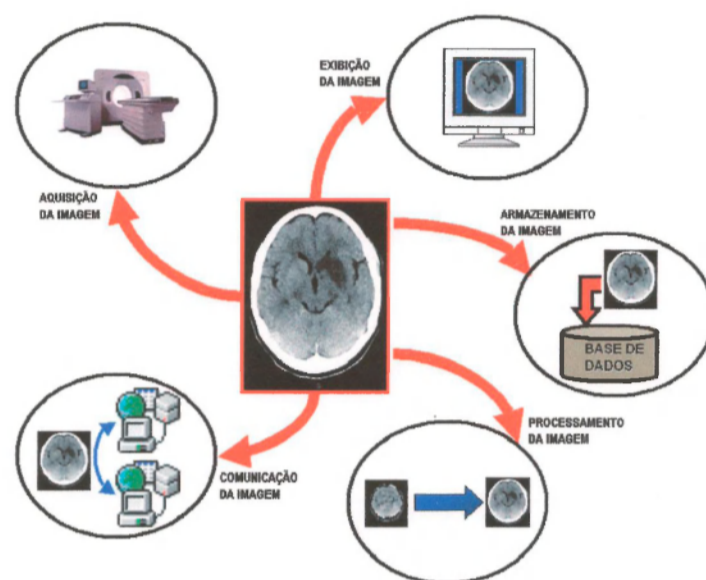 EXIBIÇÃO
DA IMAGEM
AQUISIÇÃO
DA IMAGEM
ARMAZENAMENTO
DA IMAGEM
BASE DE
DADOS
PROCESSAMENTO
DA IMAGEM
COMUNICAÇÃO
DA IMAGEM